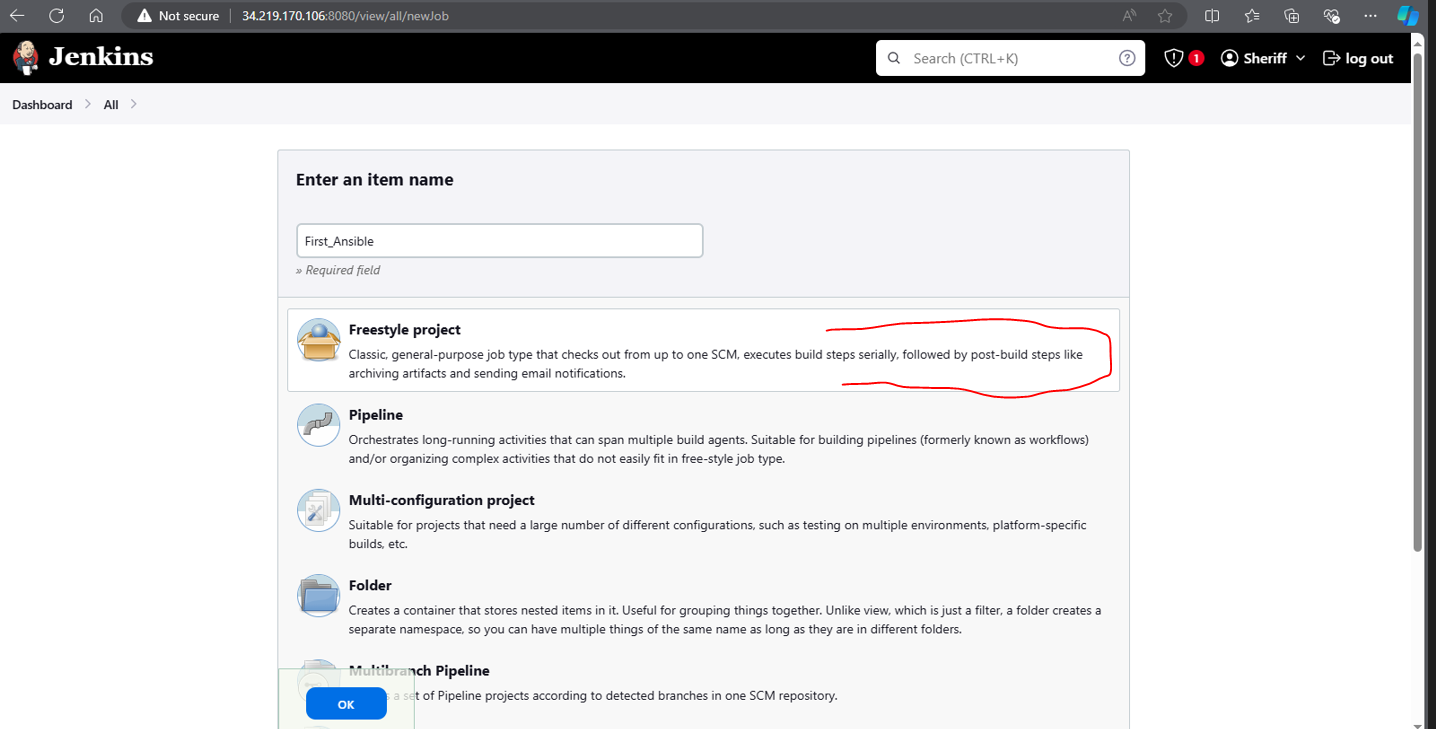 Not secure
34.219.170.106:8080/view/all/newJob
Jenkins
Search (CTRL+K)
?
1
Sheriff
log out
Dashboard
All
Enter an item name
First_Ansible
» Required field
Freestyle project
Classic, general-purpose job type that checks out from up to one SCM, executes build steps serially, followed by post-build steps like
archiving artifacts and sending email notifications.
Pipeline
Orchestrates long-running activities that can span multiple build agents. Suitable for building pipelines (formerly known as workflows)
and/or organizing complex activities that do not easily fit in free-style job type.
Multi-configuration project
Suitable for projects that need a large number of different configurations, such as testing on multiple environments, platform-specific
builds, etc.
Folder
Creates a container that stores nested items in it. Useful for grouping things together. Unlike view, which is just a filter, a folder creates a
separate namespace, so you can have multiple things of the same name as long as they are in different folders.
Multibranch Pipeline
a set of Pipeline projects according to detected branches in one SCM repository.
OK